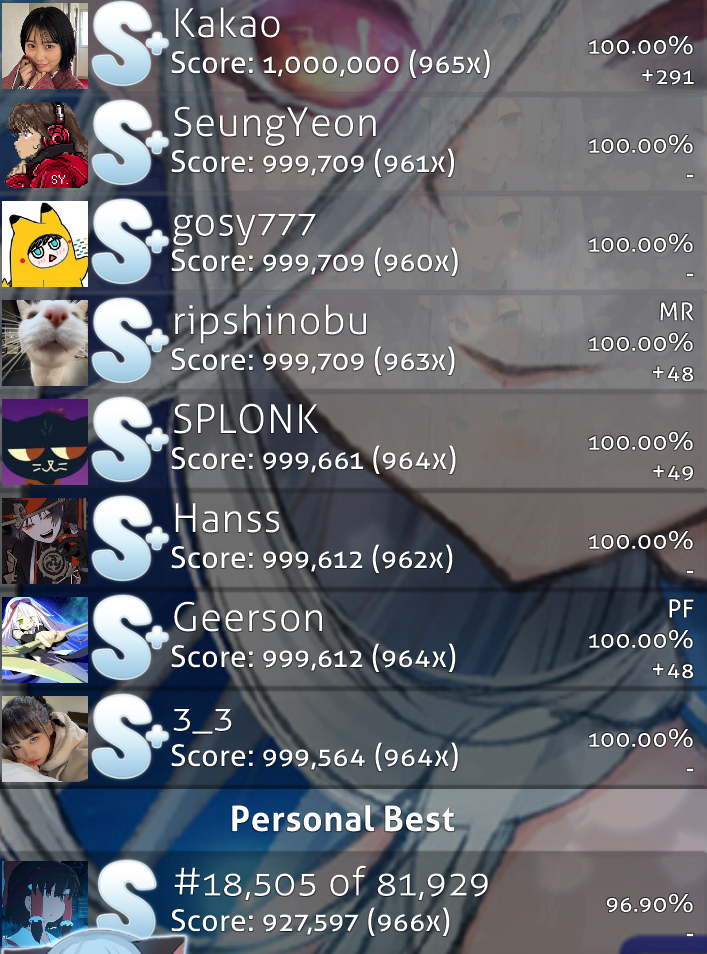 S+
Kakao
Score: 1,000,000 (965x)
100.00%
+291
SY.
S+
SeungYeon
Score: 999,709 (961x)
100.00%
-
S+
gosy777
Score: 999,709 (960x)
100.00%
-
S+
ripshinobu
Score: 999,709 (963x)
MR
100.00%
+48
S+
SPLONK
Score: 999,661 (964x)
100.00%
+49
S+
Hanss
Score: 999,612 (962x)
100.00%
-
S+
Geerson
Score: 999,612 (964x)
PF
100.00%
+48
S+
3_3
Score: 999,564 (964x)
100.00%
-
Personal Best
S
#18,505 of 81,929
Score: 927,597 (966x)
96.90%
-